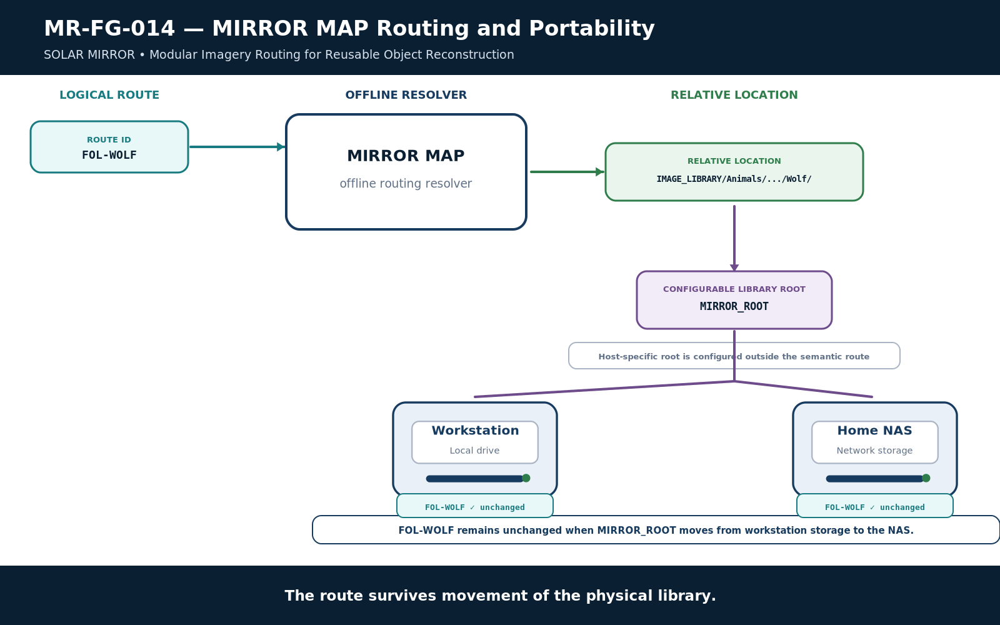 MR-FG-014 — MIRROR MAP Routing and Portability
SOLAR MIRROR • Modular Imagery Routing for Reusable Object Reconstruction
LOGICAL ROUTE
OFFLINE RESOLVER
RELATIVE LOCATION
ROUTE ID
FOL-WOLF
MIRROR MAP
offline routing resolver
RELATIVE LOCATION
IMAGE_LIBRARY/Animals/.../Wolf/
CONFIGURABLE LIBRARY ROOT
MIRROR_ROOT
Host-specific root is configured outside the semantic route
Workstation
Local drive
Home NAS
Network storage
FOL-WOLF ✓ unchanged
FOL-WOLF ✓ unchanged
FOL-WOLF remains unchanged when MIRROR_ROOT moves from workstation storage to the NAS.
The route survives movement of the physical library.